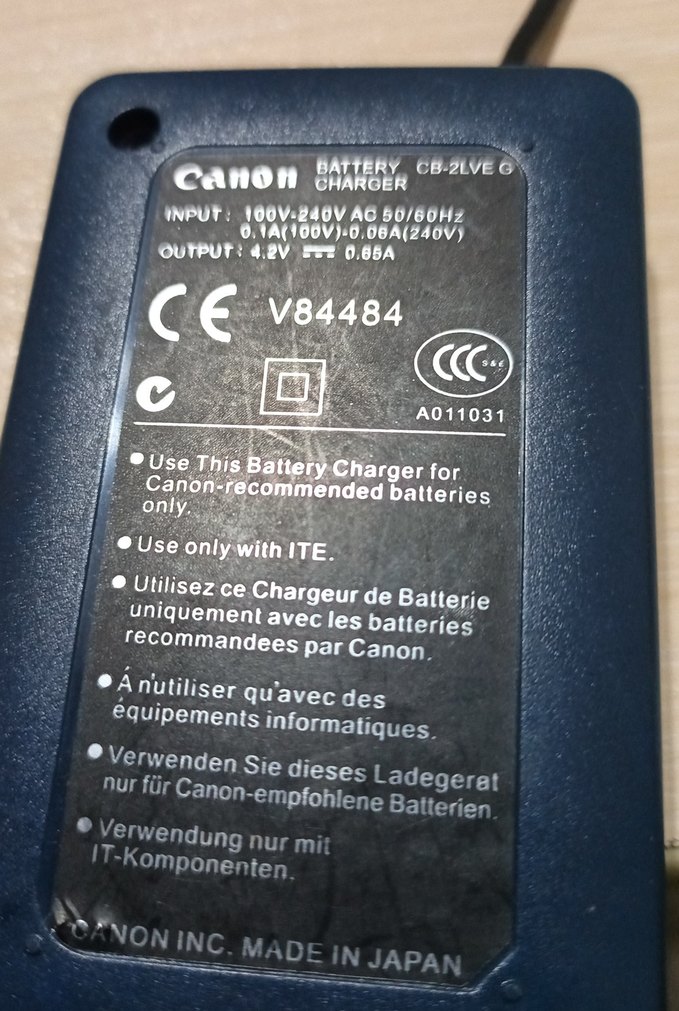 Canon BATTERY CHARGER CB-2LVE G
INPUT: 100V-240V AC 50/60Hz
0.1A(100V)-0.06A(240V)
OUTPUT: 4.2V ⎓ 0.65A
CE V84484
CCC S&E
A011031
• Use This Battery Charger for
Canon-recommended batteries
only.
• Use only with ITE.
• Utilisez ce Chargeur de Batterie
uniquement avec les batteries
recommandees par Canon.
• Á n'utiliser qu'avec des
équipements informatiques.
• Verwenden Sie dieses Ladegerat
nur für Canon-empfohlene Batterien.
• Verwendung nur mit
IT-Komponenten.
CANON INC. MADE IN JAPAN